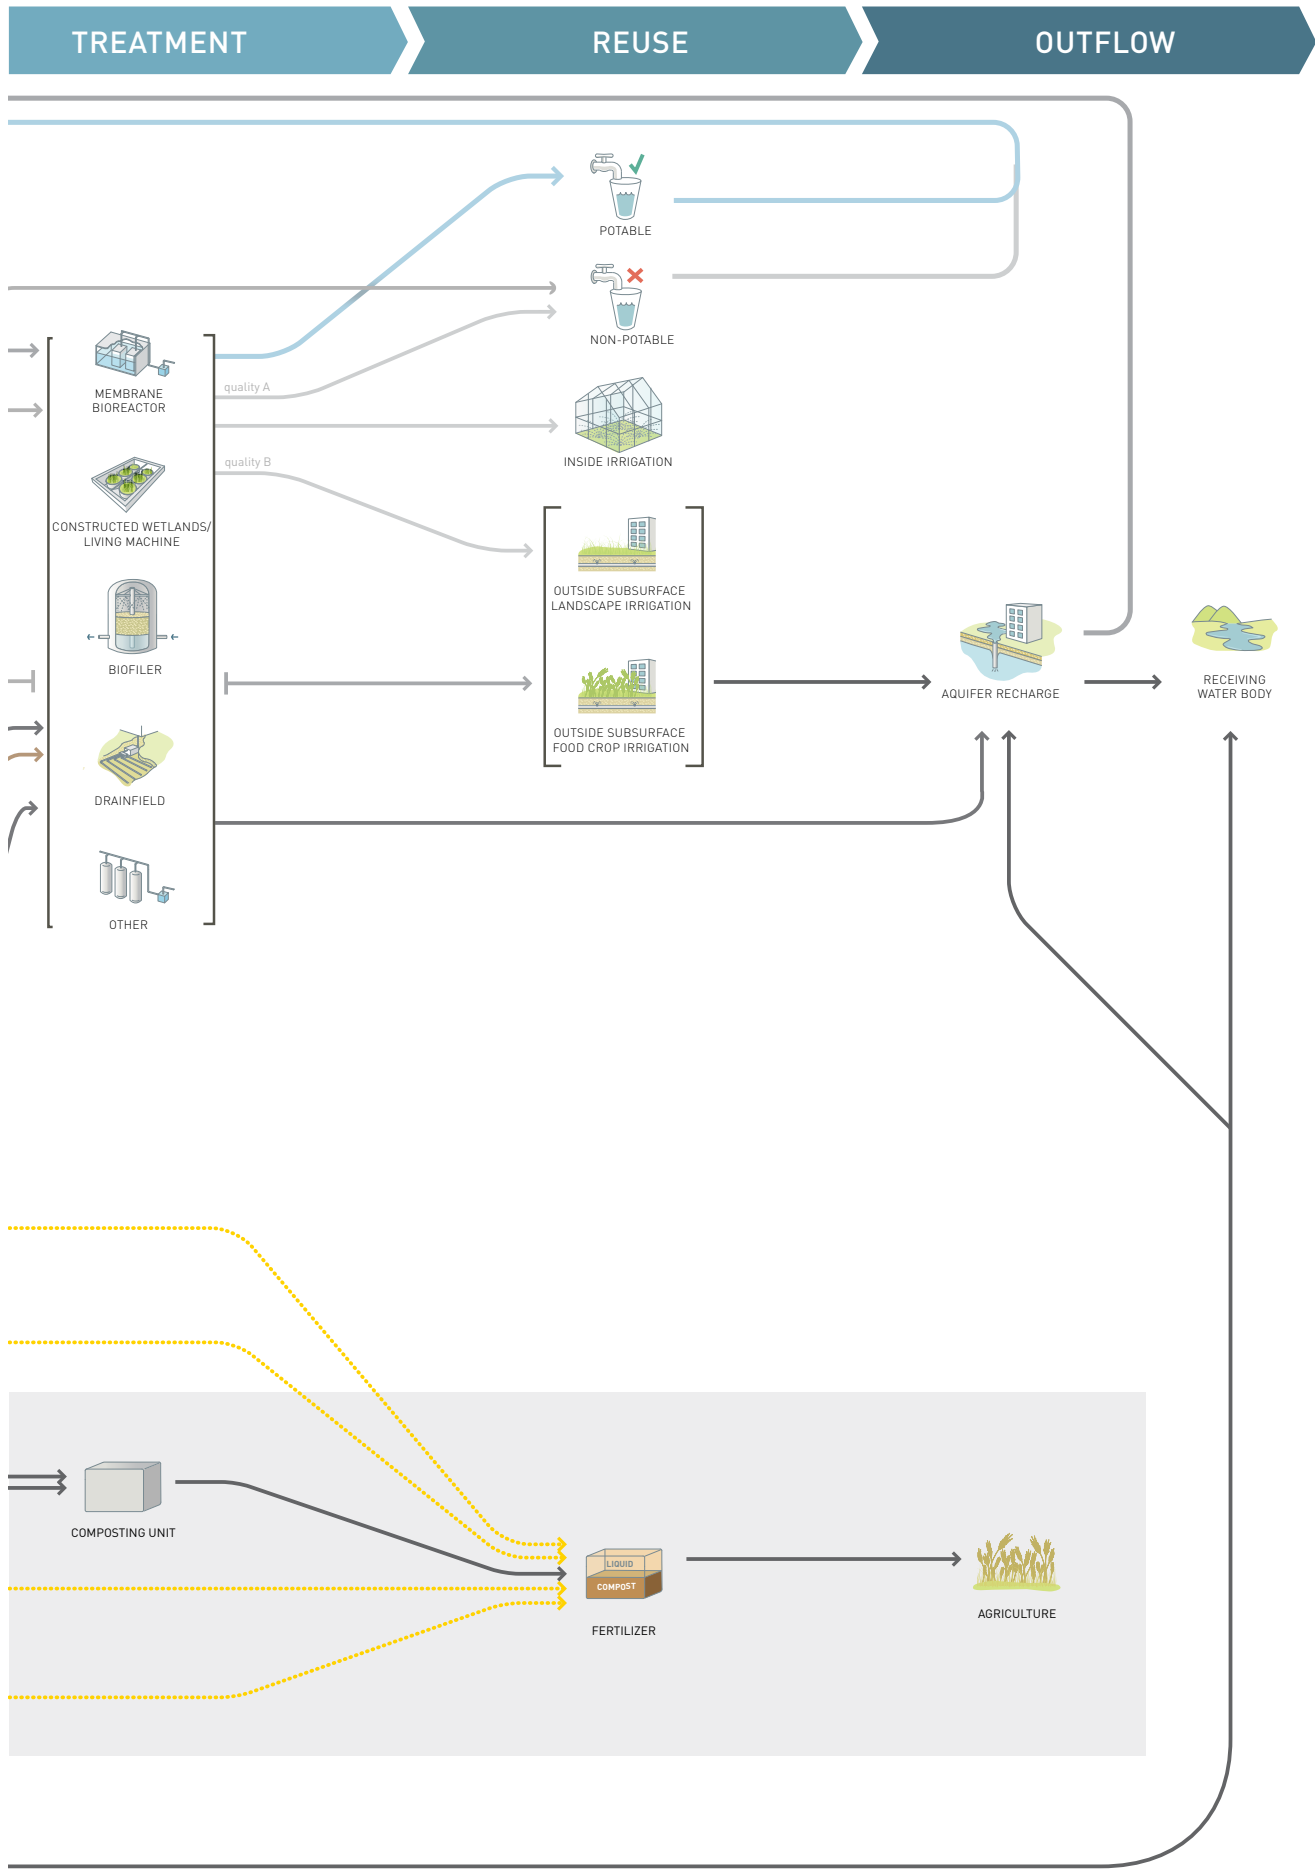 TREATMENT
REUSE
OUTFLOW
POTABLE
NON-POTABLE
MEMBRANE
BIOREACTOR
quality A
INSIDE IRRIGATION
quality B
CONSTRUCTED WETLANDS/
LIVING MACHINE
OUTSIDE SUBSURFACE
LANDSCAPE IRRIGATION
BIOFILER
AQUIFER RECHARGE
RECEIVING
WATER BODY
OUTSIDE SUBSURFACE
FOOD CROP IRRIGATION
DRAINFIELD
OTHER
COMPOSTING UNIT
LIQUID
COMPOST
FERTILIZER
AGRICULTURE